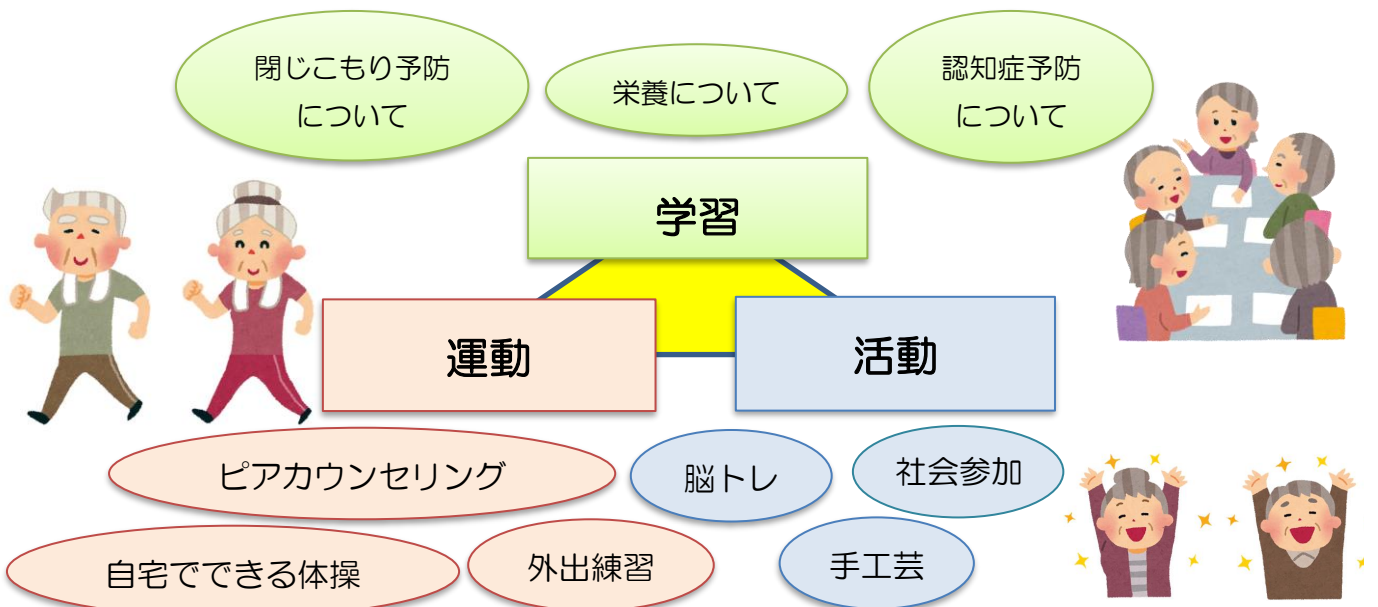 閉じこもり予防
について
栄養について
認知症予防
について
学習
運動
活動
ピアカウンセリング
脳トレ
社会参加
自宅でできる体操
外出練習
手工芸